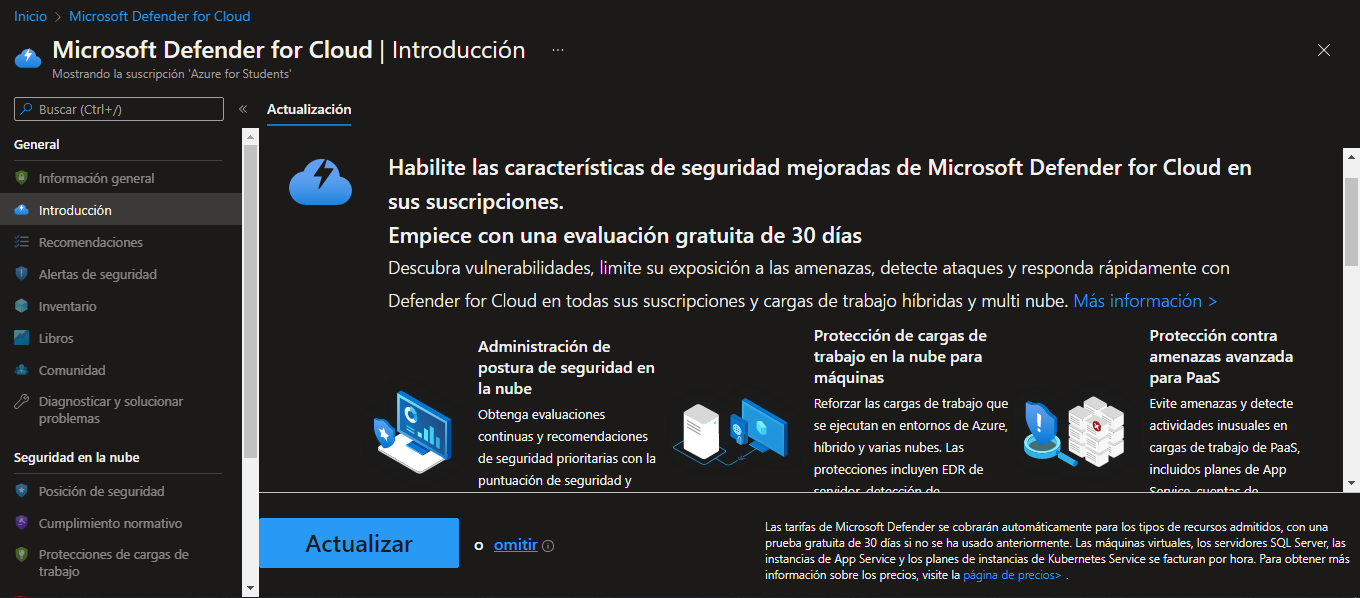 Inicio > Microsoft Defender for Cloud
Microsoft Defender for Cloud | Introducción ...
Mostrando la suscripción 'Azure for Students'
Buscar (Ctrl+/)
«
General
Información general
Introducción
Recomendaciones
Alertas de seguridad
Inventario
Libros
Comunidad
Diagnosticar y solucionar
problemas
Seguridad en la nube
Posición de seguridad
Cumplimiento normativo
Protecciones de cargas de
trabajo
Actualización
Habilite las características de seguridad mejoradas de Microsoft Defender for Cloud en
sus suscripciones.
Empiece con una evaluación gratuita de 30 días
Descubra vulnerabilidades, limite su exposición a las amenazas, detecte ataques y responda rápidamente con
Defender for Cloud en todas sus suscripciones y cargas de trabajo híbridas y multi nube. Más información >
Administración de
postura de seguridad en
la nube
Obtenga evaluaciones
continuas y recomendaciones
de seguridad prioritarias con la
puntuación de seguridad y
Protección de cargas de
trabajo en la nube para
máquinas
Reforzar las cargas de trabajo que
se ejecutan en entornos de Azure,
híbrido y varias nubes. Las
protecciones incluyen EDR de
servidor, detección de
Protección contra
amenazas avanzada
para PaaS
Evite amenazas y detecte
actividades inusuales en
cargas de trabajo de PaaS,
incluidos planes de App
Service, cuentas de
Actualizar o omitir
Las tarifas de Microsoft Defender se cobrarán automáticamente para los tipos de recursos admitidos, con una
prueba gratuita de 30 días si no se ha usado anteriormente. Las máquinas virtuales, los servidores SQL Server, las
instancias de App Service y los planes de instancias de Kubernetes Service se facturan por hora. Para obtener más
información sobre los precios, visite la página de precios> .